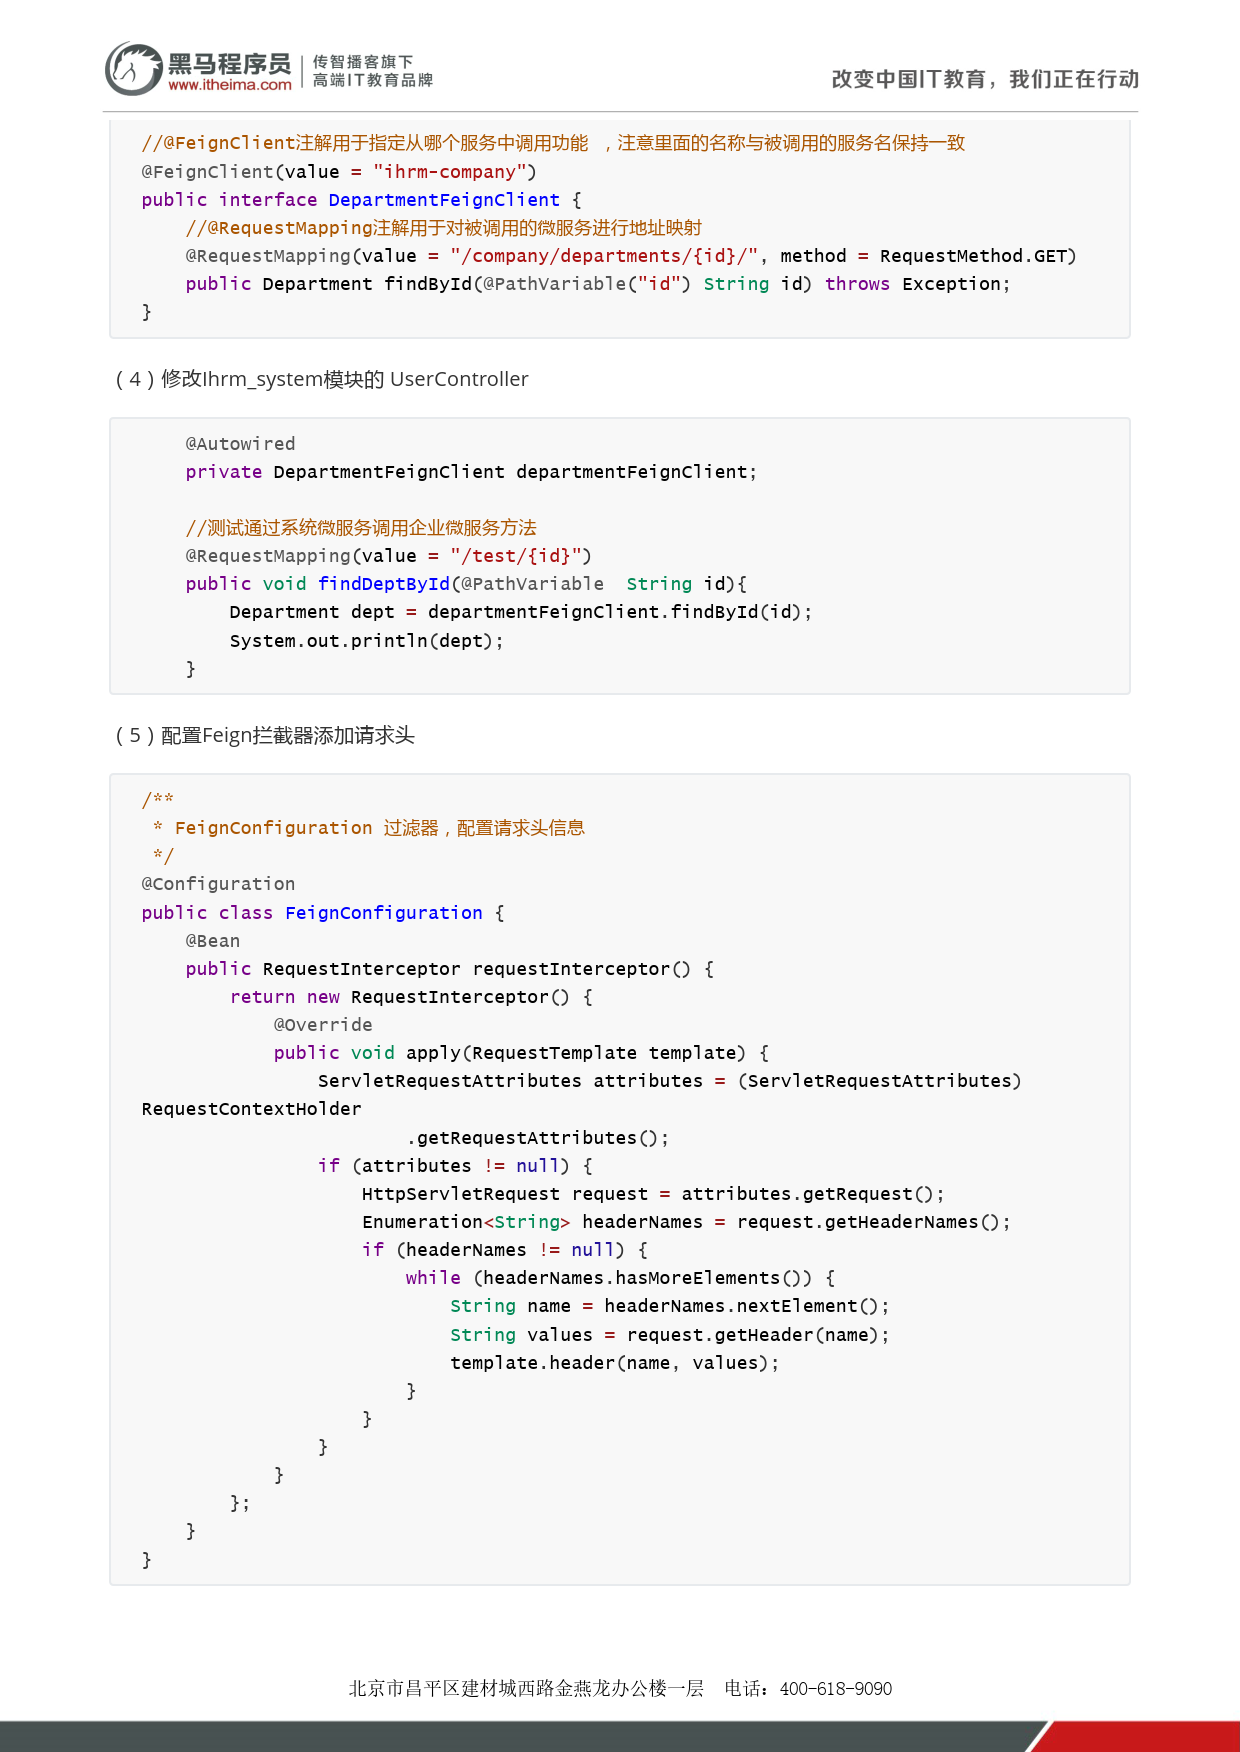 黑马程序员
www.itheima.com
传智播客旗下
高端IT教育品牌
改变中国IT教育，我们正在行动
//@FeignClient注解用于指定从哪个服务中调用功能 ，注意里面的名称与被调用的服务名保持一致
@FeignClient(value = "ihrm-company")
public interface DepartmentFeignClient {
    //@RequestMapping注解用于对被调用的微服务进行地址映射
    @RequestMapping(value = "/company/departments/{id}/", method = RequestMethod.GET)
    public Department findById(@PathVariable("id") String id) throws Exception;
}
（4）修改Ihrm_system模块的 UserController
    @Autowired
    private DepartmentFeignClient departmentFeignClient;
    //测试通过系统微服务调用企业微服务方法
    @RequestMapping(value = "/test/{id}")
    public void findDeptById(@PathVariable  String id){
        Department dept = departmentFeignClient.findById(id);
        System.out.println(dept);
    }
（5）配置Feign拦截器添加请求头
/**
 * FeignConfiguration 过滤器，配置请求头信息
 */
@Configuration
public class FeignConfiguration {
    @Bean
    public RequestInterceptor requestInterceptor() {
        return new RequestInterceptor() {
            @Override
            public void apply(RequestTemplate template) {
                ServletRequestAttributes attributes = (ServletRequestAttributes)
RequestContextHolder
                        .getRequestAttributes();
                if (attributes != null) {
                    HttpServletRequest request = attributes.getRequest();
                    Enumeration<String> headerNames = request.getHeaderNames();
                    if (headerNames != null) {
                        while (headerNames.hasMoreElements()) {
                            String name = headerNames.nextElement();
                            String values = request.getHeader(name);
                            template.header(name, values);
                        }
                    }
                }
            }
        };
    }
}
北京市昌平区建材城西路金燕龙办公楼一层  电话：400-618-9090